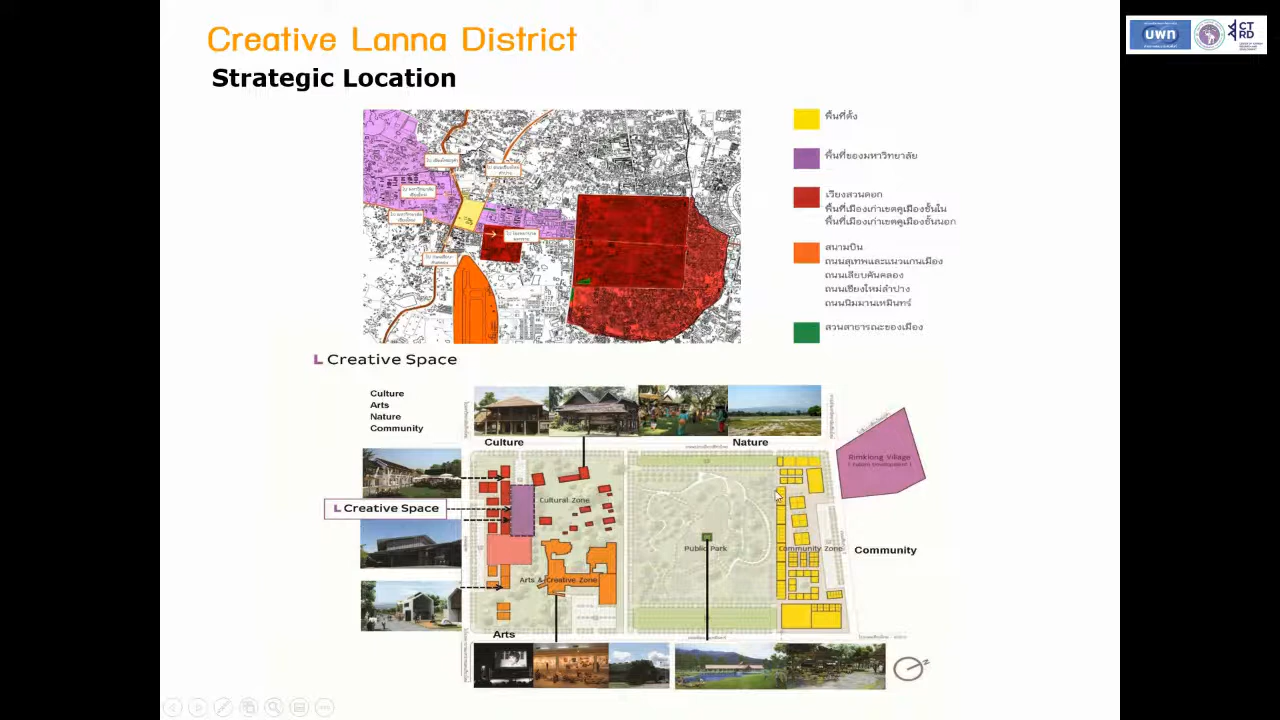 Creative Lanna District
Strategic Location
บพท
CT
RD
พื้นที่ตั้ง
พื้นที่ของมหาวิทยาลัย
เวียงสวนดอก
พื้นที่เมืองเก่าเขตคูเมืองชั้นใน
พื้นที่เมืองเก่าเขตคูเมืองชั้นนอก
สนามบิน
ถนนสุเทพและแนวแกนเมือง
ถนนเลียบคันคลอง
ถนนเชียงใหม่ลำปาง
ถนนนิมมานเหมินทร์
สวนสาธารณะของเมือง
L Creative Space
Culture
Arts
Nature
Community
Culture
Nature
Rimklong Village
( Future Development )
Cultural Zone
L Creative Space
Public Park
Community Zone
Community
Arts & Creative Zone
Arts
N